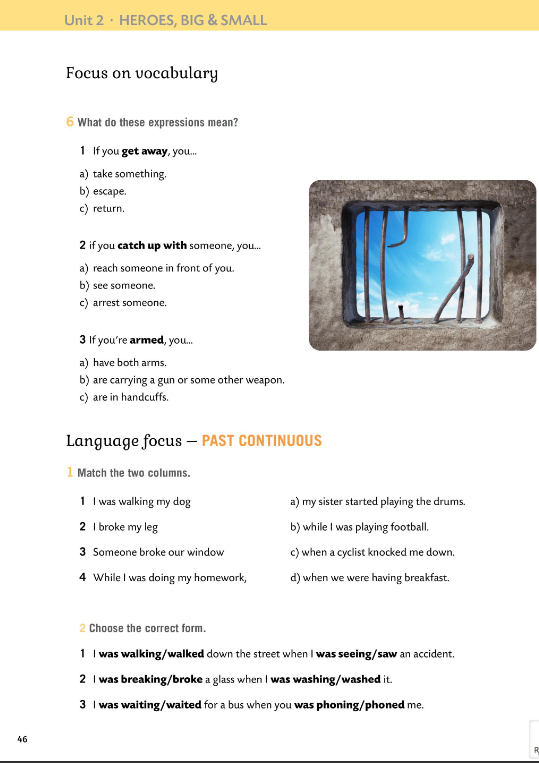 Unit 2 · HEROES, BIG & SMALL
Focus on vocabulary
6 What do these expressions mean?
1 If you get away, you...
a) take something.
b) escape.
c) return.
2 if you catch up with someone, you...
a) reach someone in front of you.
b) see someone.
c) arrest someone.
3 If you're armed, you...
a) have both arms.
b) are carrying a gun or some other weapon.
c) are in handcuffs.
Language focus – PAST CONTINUOUS
1 Match the two columns.
1 I was walking my dog
a) my sister started playing the drums.
2 I broke my leg
b) while I was playing football.
3 Someone broke our window
c) when a cyclist knocked me down.
4 While I was doing my homework,
d) when we were having breakfast.
2 Choose the correct form.
1 I was walking/walked down the street when I was seeing/saw an accident.
2 I was breaking/broke a glass when I was washing/washed it.
3 I was waiting/waited for a bus when you was phoning/phoned me.
46
R